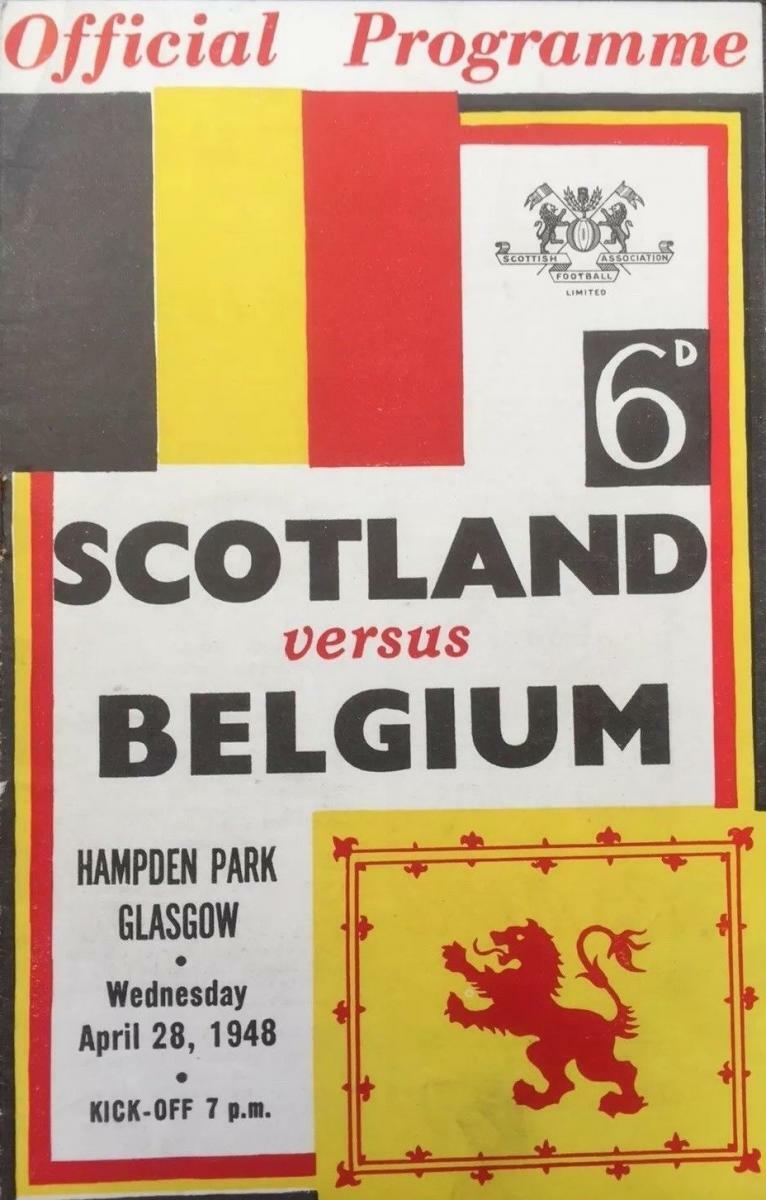 Official Programme
SCOTTISH ASSOCIATION
FOOTBALL
LIMITED
6D
SCOTLAND
versus
BELGIUM
HAMPDEN PARK
GLASGOW
•
Wednesday
April 28, 1948
•
KICK-OFF 7 p.m.